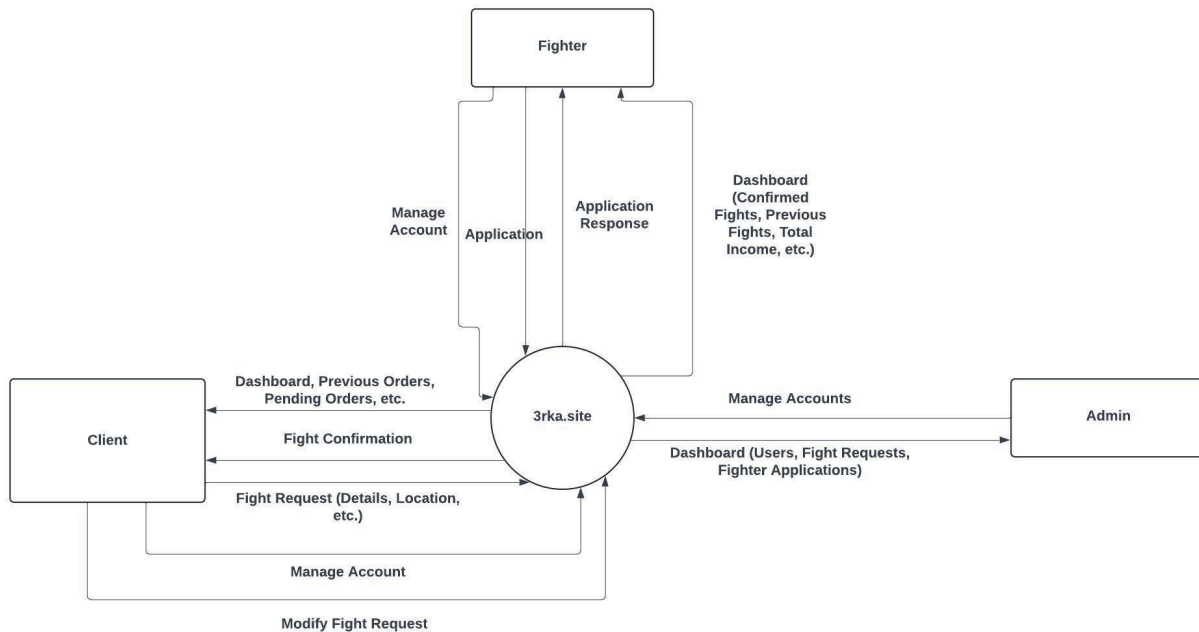 Fighter
Manage
Account
Application
Application
Response
Dashboard
(Confirmed
Fights, Previous
Fights, Total
Income, etc.)
Dashboard, Previous Orders,
Pending Orders, etc.
Client
Fight Confirmation
Fight Request (Details, Location,
etc.)
Manage Account
Modify Fight Request
3rka.site
Manage Accounts
Dashboard (Users, Fight Requests,
Fighter Applications)
Admin